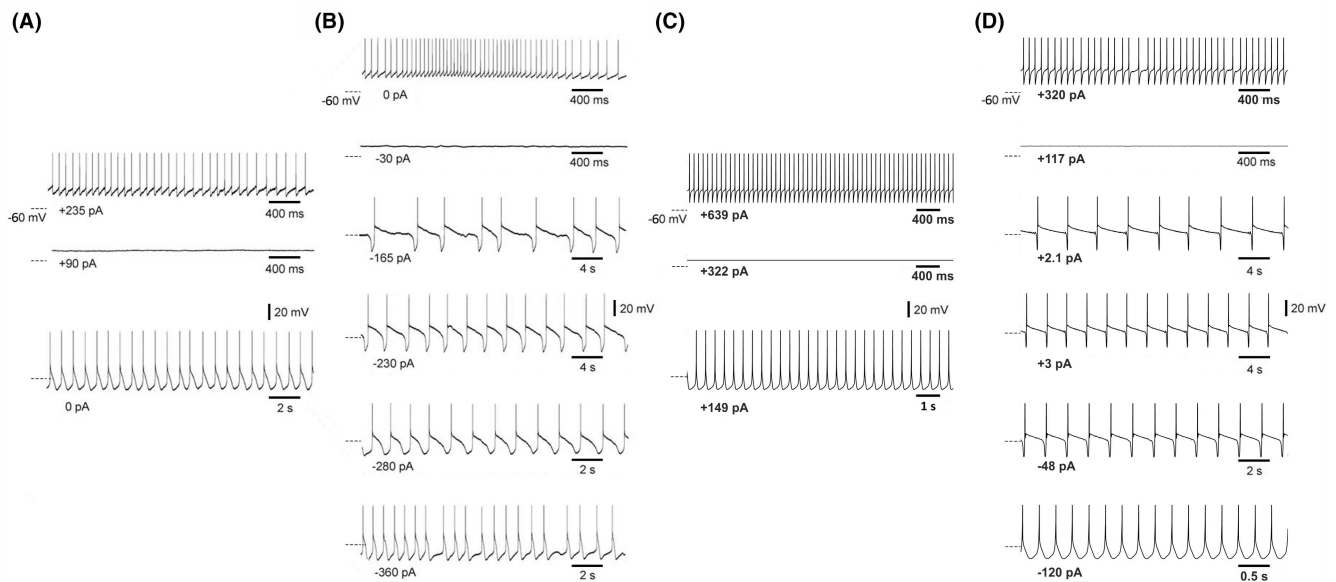 (A)
-60 mV
+235 pA
400 ms
+90 pA
400 ms
20 mV
0 pA
2 s
(B)
-60 mV
0 pA
400 ms
-30 pA
400 ms
-165 pA
4 s
20 mV
-230 pA
4 s
-280 pA
2 s
-360 pA
2 s
(C)
-60 mV
+639 pA
400 ms
+322 pA
400 ms
20 mV
+149 pA
1 s
(D)
-60 mV
+320 pA
400 ms
+117 pA
400 ms
+2.1 pA
4 s
20 mV
+3 pA
4 s
-48 pA
2 s
-120 pA
0.5 s